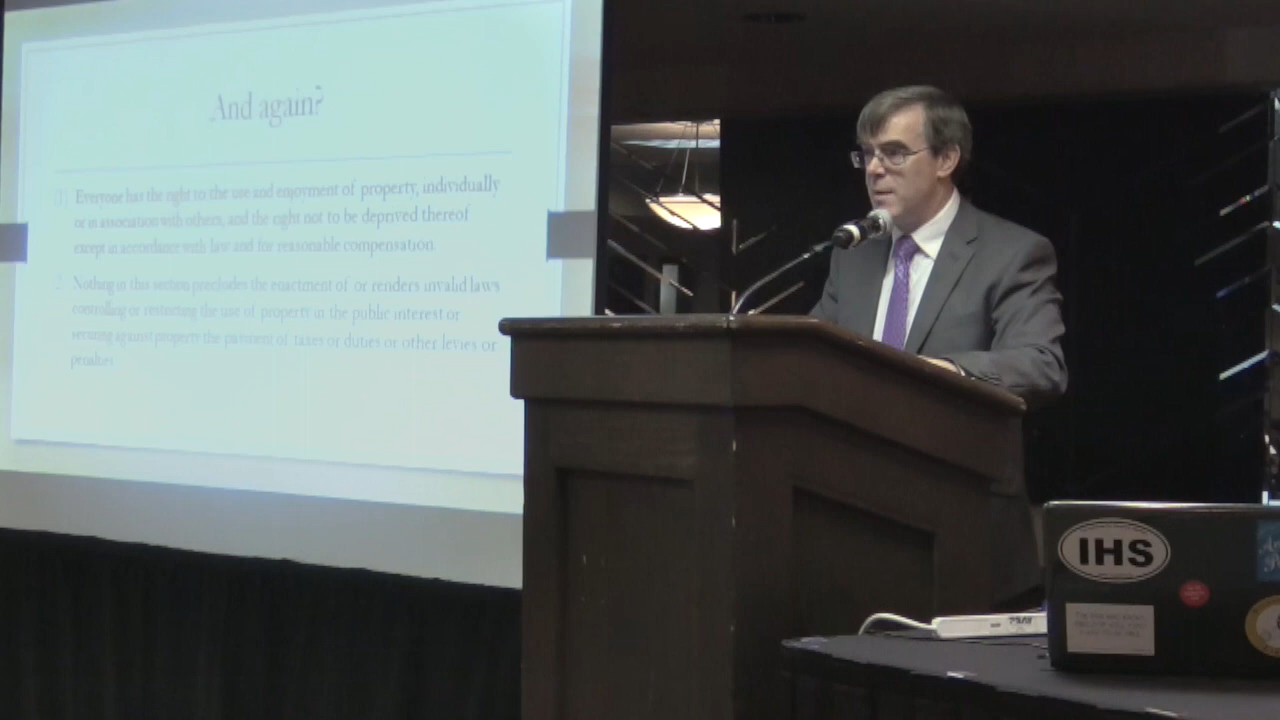 And again?
(1) Everyone has the right to the use and enjoyment of property, individually
or in association with others, and the right not to be deprived thereof
except in accordance with law and for reasonable compensation.
2. Nothing in this section precludes the enactment of or renders invalid laws
controlling or restricting the use of property in the public interest or
securing against property the payment of taxes or duties or other levies or
penalties
IHS